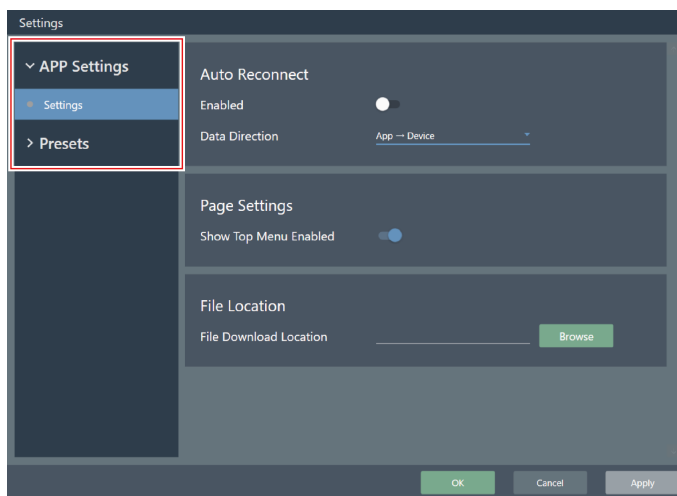 Settings
APP Settings
Settings
Presets
Auto Reconnect
Enabled
Data Direction App → Device
Page Settings
Show Top Menu Enabled
File Location
File Download Location Browse
OK Cancel Apply